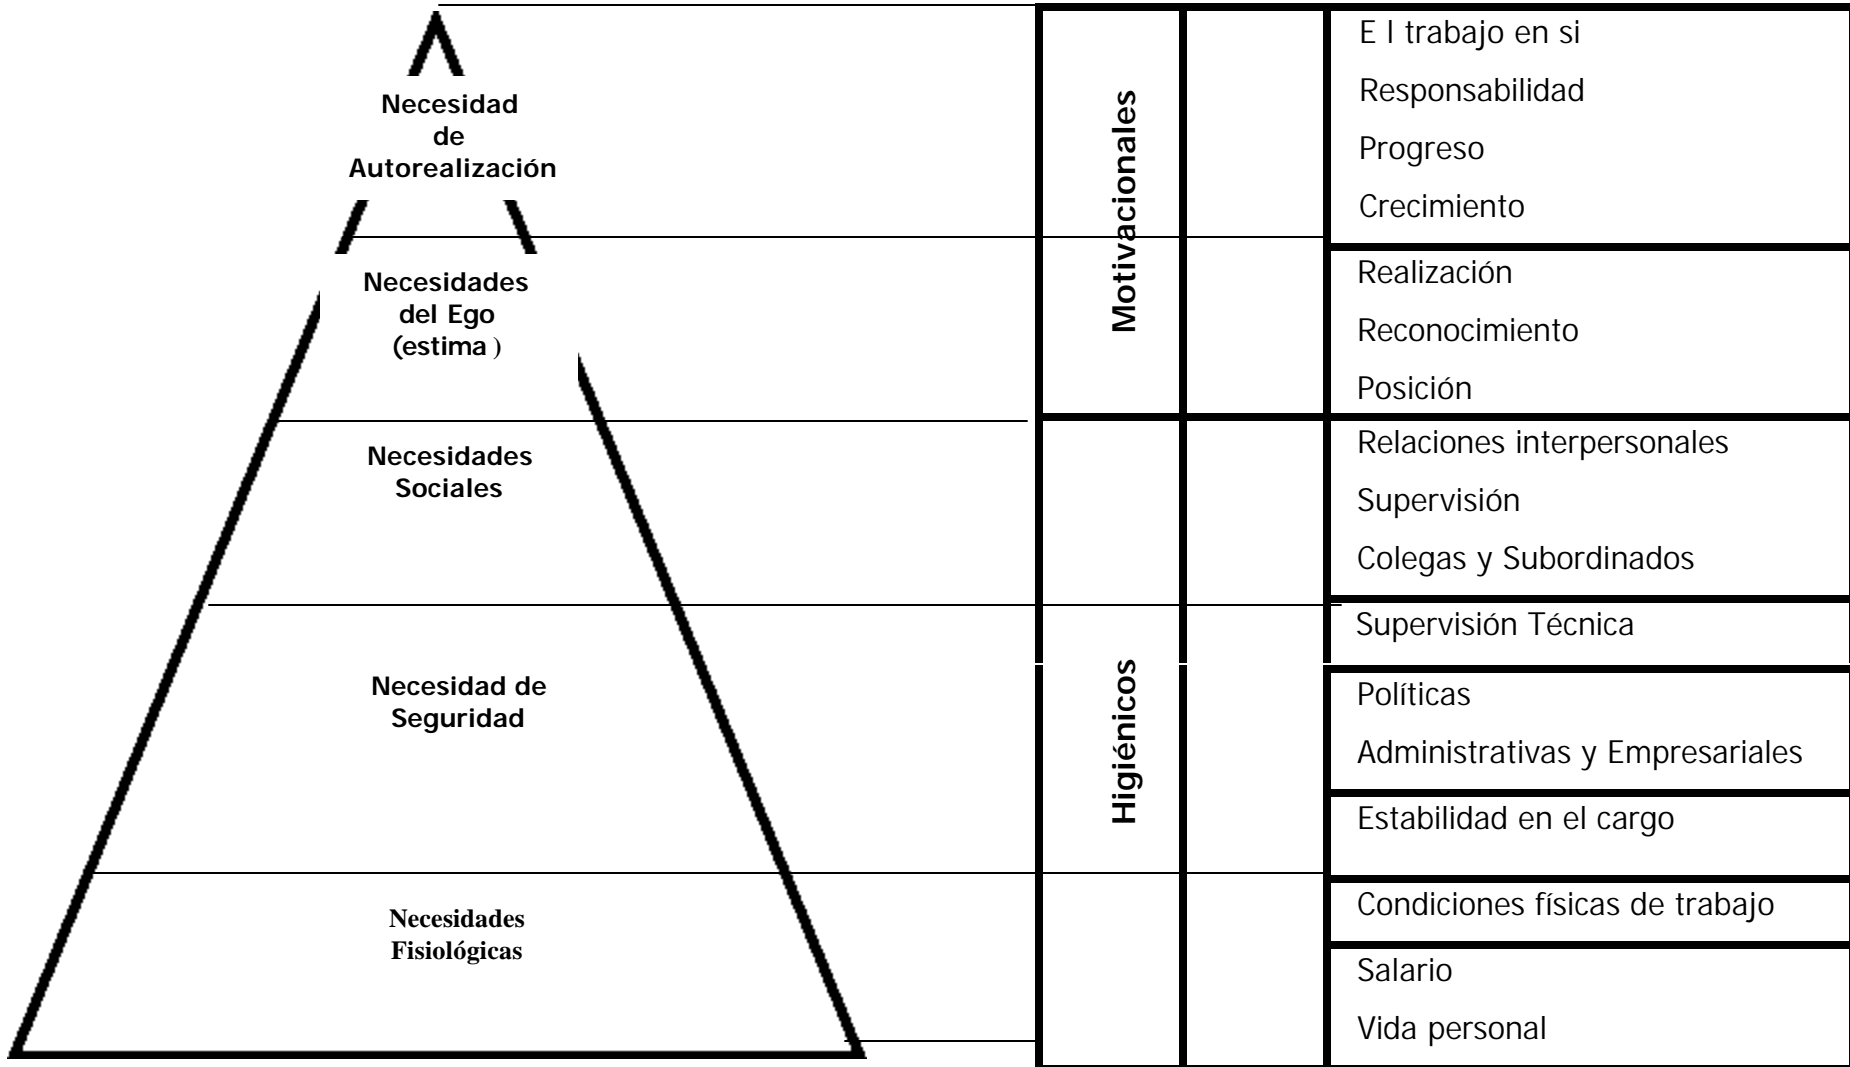 Necesidad
de
Autorealización
Necesidades
del Ego
(estima )
Necesidades
Sociales
Necesidad de
Seguridad
Necesidades
Fisiológicas
Motivacionales
Higiénicos
E l trabajo en si
Responsabilidad
Progreso
Crecimiento
Realización
Reconocimiento
Posición
Relaciones interpersonales
Supervisión
Colegas y Subordinados
Supervisión Técnica
Políticas
Administrativas y Empresariales
Estabilidad en el cargo
Condiciones físicas de trabajo
Salario
Vida personal